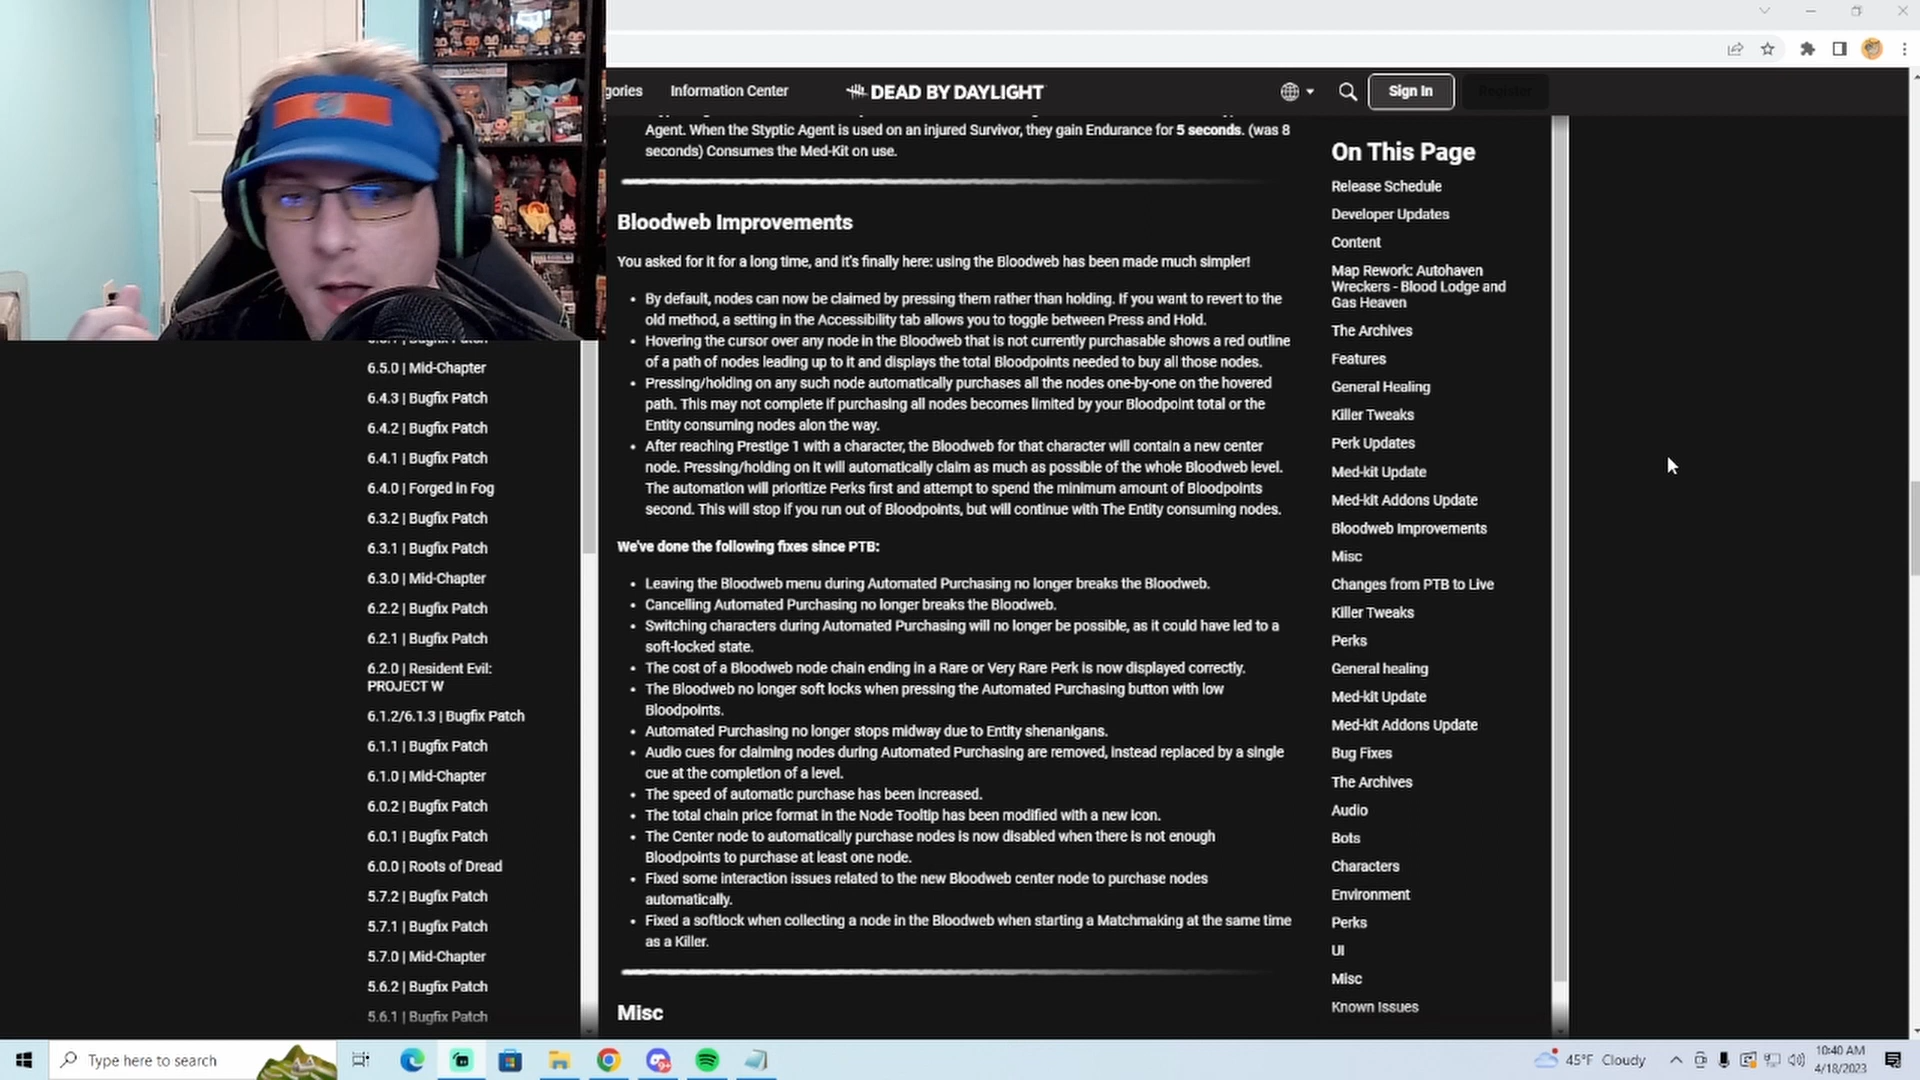 gories
Information Center
DEAD BY DAYLIGHT
Sign In
Register
Agent. When the Styptic Agent is used on an injured Survivor, they gain Endurance for 5 seconds. (was 8
seconds) Consumes the Med-Kit on use.
Bloodweb Improvements
You asked for it for a long time, and it's finally here: using the Bloodweb has been made much simpler!
• By default, nodes can now be claimed by pressing them rather than holding. If you want to revert to the
old method, a setting in the Accessibility tab allows you to toggle between Press and Hold.
• Hovering the cursor over any node in the Bloodweb that is not currently purchasable shows a red outline
of a path of nodes leading up to it and displays the total Bloodpoints needed to buy all those nodes.
• Pressing/holding on any such node automatically purchases all the nodes one-by-one on the hovered
path. This may not complete if purchasing all nodes becomes limited by your Bloodpoint total or the
Entity consuming nodes alon the way.
• After reaching Prestige 1 with a character, the Bloodweb for that character will contain a new center
node. Pressing/holding on it will automatically claim as much as possible of the whole Bloodweb level.
The automation will prioritize Perks first and attempt to spend the minimum amount of Bloodpoints
second. This will stop if you run out of Bloodpoints, but will continue with The Entity consuming nodes.
We've done the following fixes since PTB:
• Leaving the Bloodweb menu during Automated Purchasing no longer breaks the Bloodweb.
• Cancelling Automated Purchasing no longer breaks the Bloodweb.
• Switching characters during Automated Purchasing will no longer be possible, as it could have led to a
soft-locked state.
• The cost of a Bloodweb node chain ending in a Rare or Very Rare Perk is now displayed correctly.
• The Bloodweb no longer soft locks when pressing the Automated Purchasing button with low
Bloodpoints.
• Automated Purchasing no longer stops midway due to Entity shenanigans.
• Audio cues for claiming nodes during Automated Purchasing are removed, instead replaced by a single
cue at the completion of a level.
• The speed of automatic purchase has been increased.
• The total chain price format in the Node Tooltip has been modified with a new icon.
• The Center node to automatically purchase nodes is now disabled when there is not enough
Bloodpoints to purchase at least one node.
• Fixed some interaction issues related to the new Bloodweb center node to purchase nodes
automatically.
• Fixed a softlock when collecting a node in the Bloodweb when starting a Matchmaking at the same time
as a Killer.
Misc
6.5.0 | Mid-Chapter
6.4.3 | Bugfix Patch
6.4.2 | Bugfix Patch
6.4.1 | Bugfix Patch
6.4.0 | Forged in Fog
6.3.2 | Bugfix Patch
6.3.1 | Bugfix Patch
6.3.0 | Mid-Chapter
6.2.2 | Bugfix Patch
6.2.1 | Bugfix Patch
6.2.0 | Resident Evil:
PROJECT W
6.1.2/6.1.3 | Bugfix Patch
6.1.1 | Bugfix Patch
6.1.0 | Mid-Chapter
6.0.2 | Bugfix Patch
6.0.1 | Bugfix Patch
6.0.0 | Roots of Dread
5.7.2 | Bugfix Patch
5.7.1 | Bugfix Patch
5.7.0 | Mid-Chapter
5.6.2 | Bugfix Patch
5.6.1 | Bugfix Patch
On This Page
Release Schedule
Developer Updates
Content
Map Rework: Autohaven
Wreckers - Blood Lodge and
Gas Heaven
The Archives
Features
General Healing
Killer Tweaks
Perk Updates
Med-kit Update
Med-kit Addons Update
Bloodweb Improvements
Misc
Changes from PTB to Live
Killer Tweaks
Perks
General healing
Med-kit Update
Med-kit Addons Update
Bug Fixes
The Archives
Audio
Bots
Characters
Environment
Perks
UI
Misc
Known Issues
Type here to search
45°F Cloudy
10:40 AM
4/18/2023